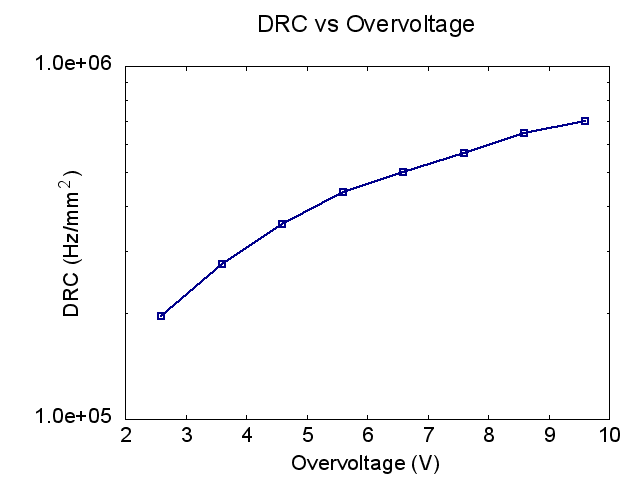 DRC vs Overvoltage
1.0e+06
DRC (Hz/mm²)
1.0e+05
2 3 4 5 6 7 8 9 10
Overvoltage (V)